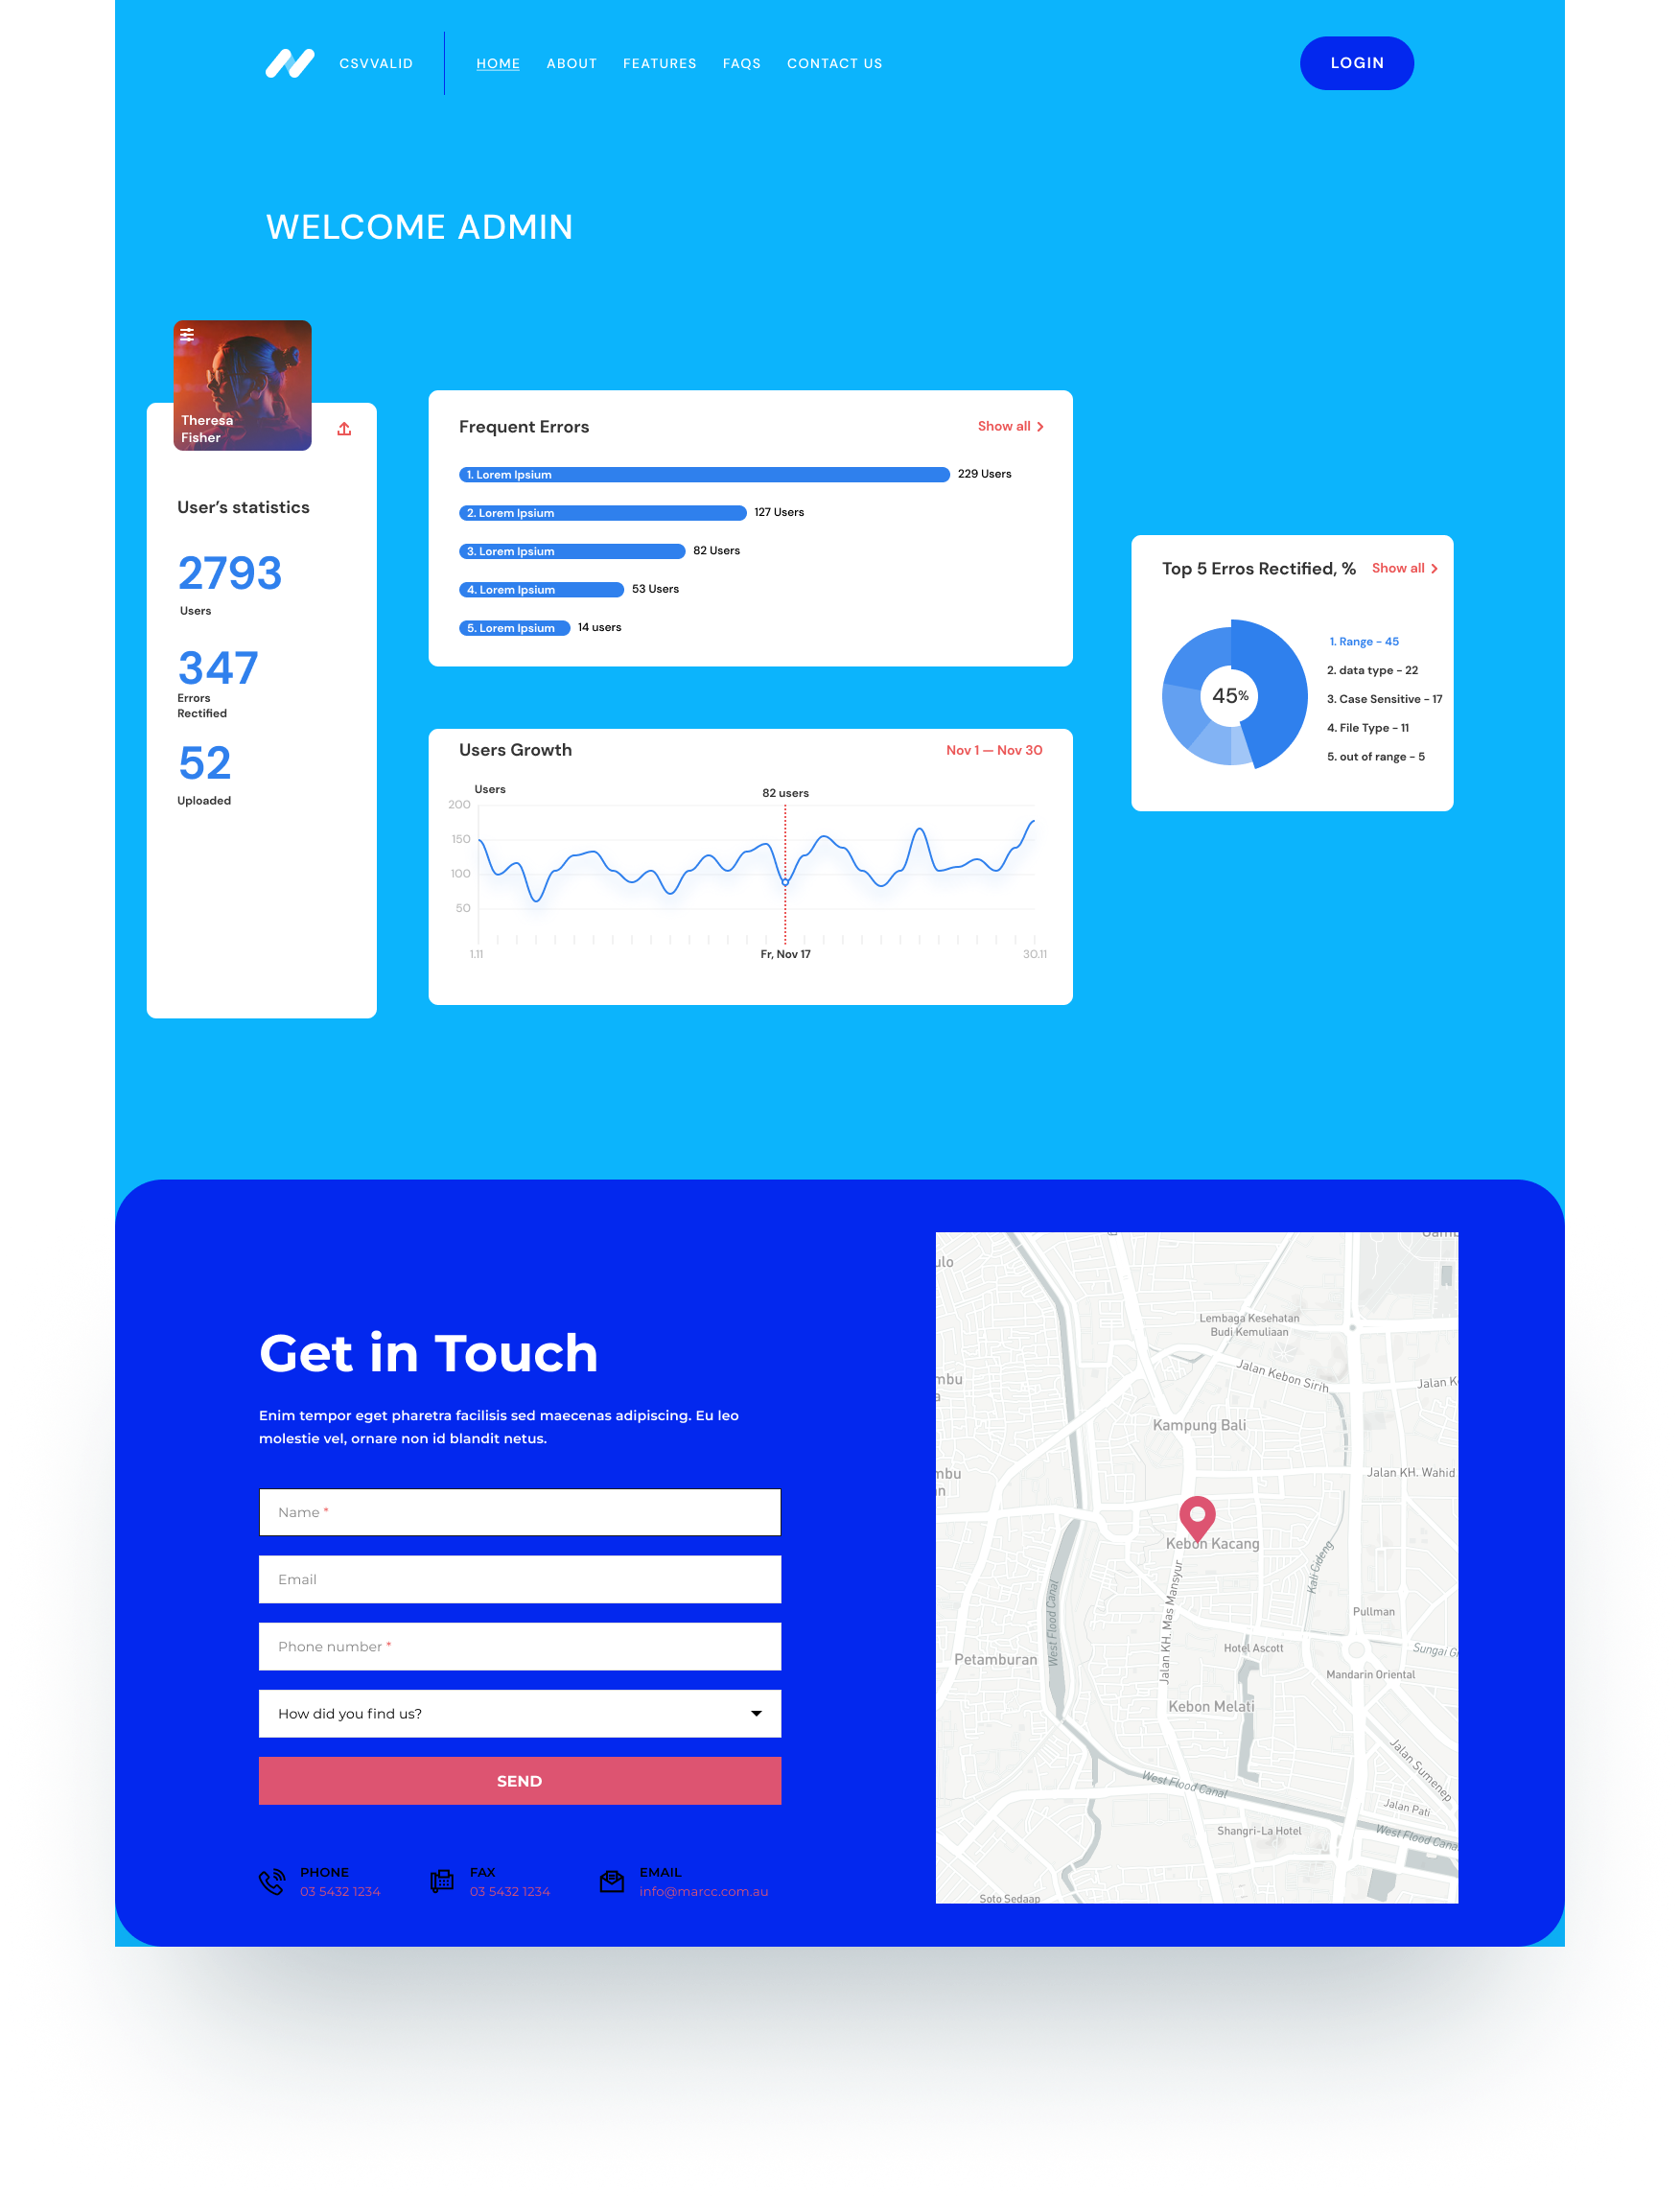 CSVVALID
HOME
ABOUT
FEATURES
FAQS
CONTACT US
LOGIN
WELCOME ADMIN
Theresa
Fisher
User’s statistics
2793
Users
347
Errors
Rectified
52
Uploaded
Frequent Errors
Show all
1. Lorem Ipsium
229 Users
2. Lorem Ipsium
127 Users
3. Lorem Ipsium
82 Users
4. Lorem Ipsium
53 Users
5. Lorem Ipsium
14 users
Users Growth
Nov 1 — Nov 30
Users
82 users
200
150
100
50
1.11
Fr, Nov 17
30.11
Top 5 Erros Rectified, %
Show all
45%
1. Range - 45
2. data type - 22
3. Case Sensitive - 17
4. File Type - 11
5. out of range - 5
Get in Touch
Enim tempor eget pharetra facilisis sed maecenas adipiscing. Eu leo
molestie vel, ornare non id blandit netus.
Name *
Email
Phone number *
How did you find us?
SEND
PHONE
03 5432 1234
FAX
03 5432 1234
EMAIL
info@marcc.com.au
Lembaga Kesehatan
Budi Kemuliaan
Jalan Kebon Sirih
Jalan K
Kampung Bali
Jalan KH. Wahid
Kebon Kacang
Kali Cideng
Jalan KH. Mas Mansyur
West Flood Canal
Pullman
Hotel Ascott
Sungai G
Petamburan
Mandarin Oriental
Kebon Melati
Jalan Sumenep
West Flood Canal
Jalan Pati
Shangri-La Hotel
West Flood Cana
Soto Sedaap